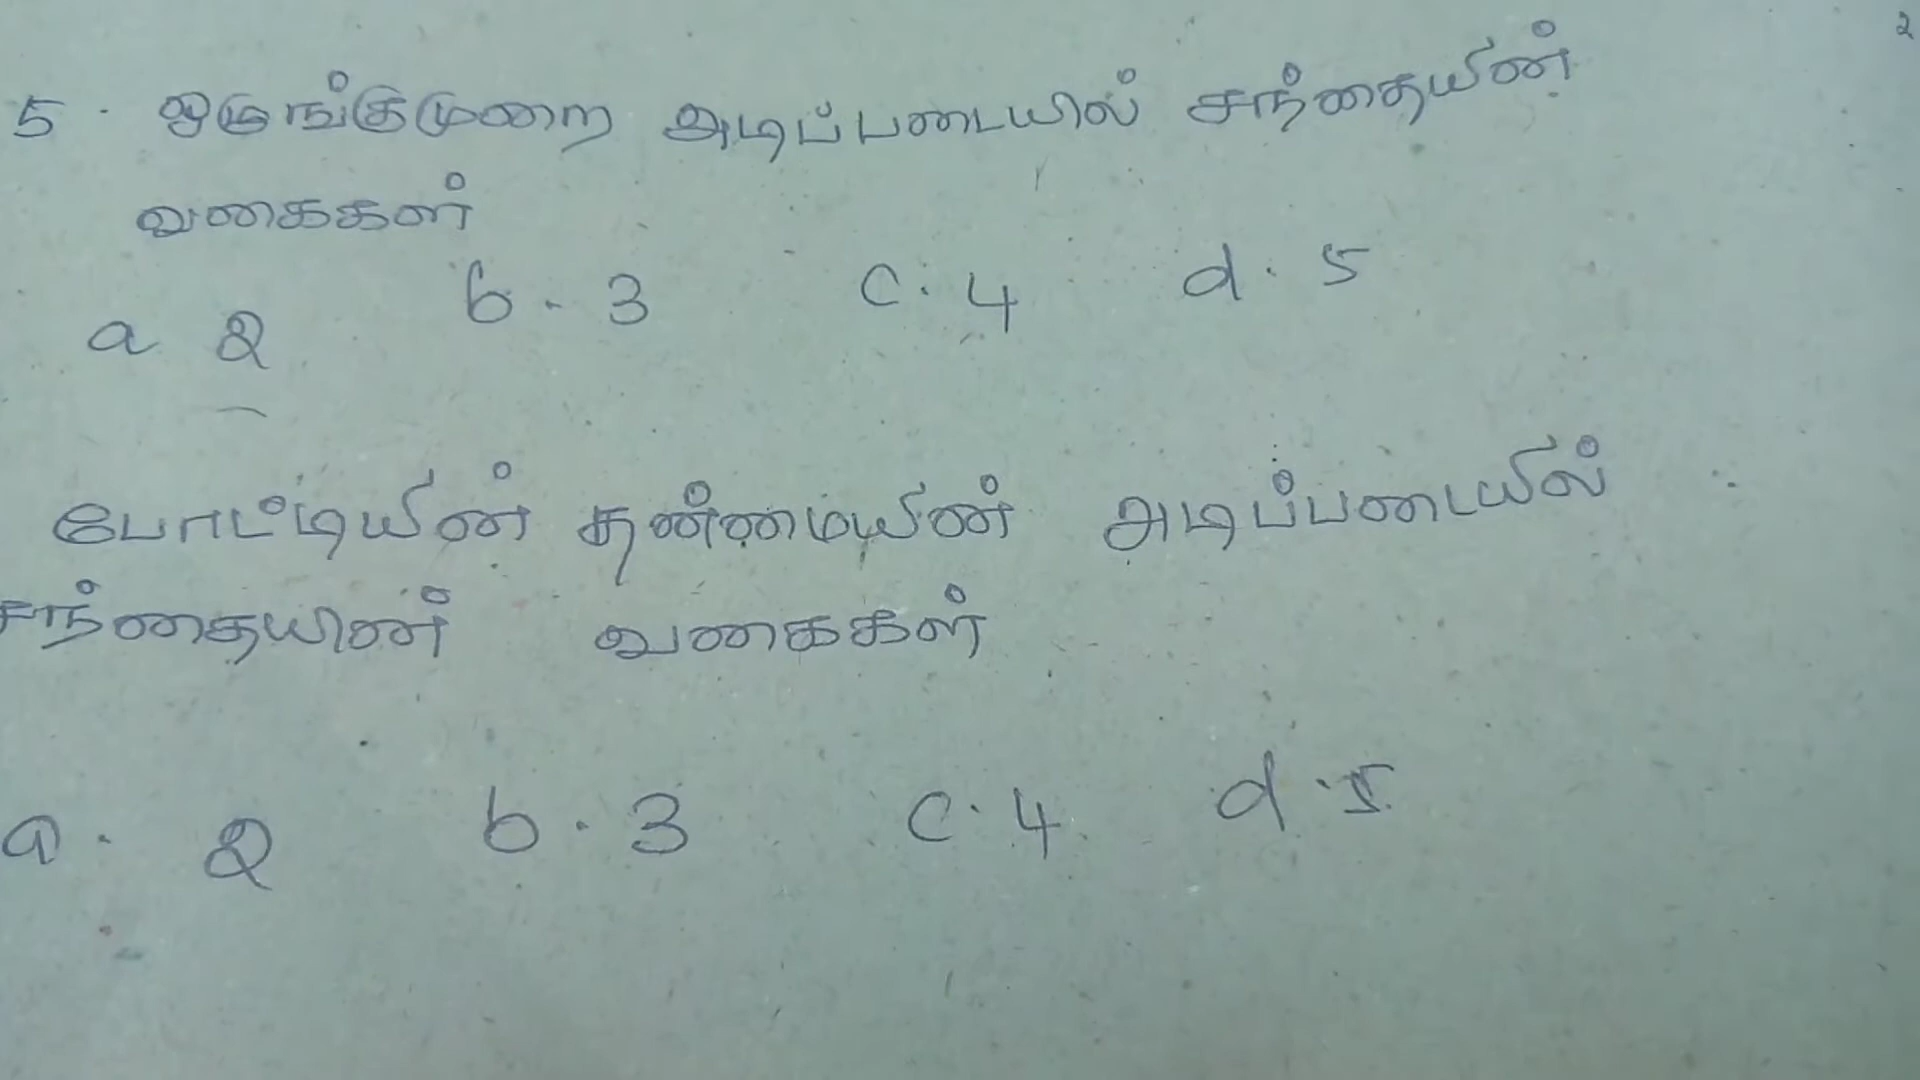 2
5. ஒழுங்குமுறை அடிப்படையில் சந்தையின்
வகைகள்
a 2 b. 3 c. 4 d. 5
போட்டியின் தன்மையின் அடிப்படையில்
சந்தையின் வகைகள்
a. 2 b. 3 c. 4 d. 5